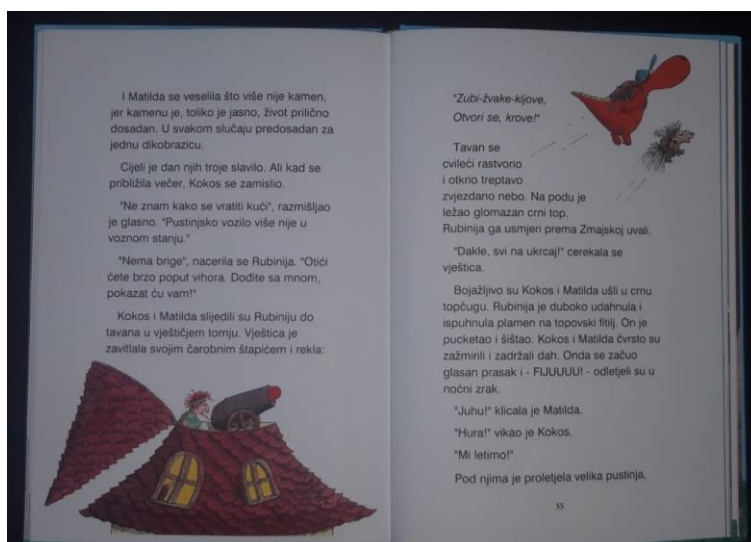 I Matilda se veselila što više nije kamen,
jer kamenu je, toliko je jasno, život prilično
dosadan. U svakom slučaju predosadan za
jednu dikobrazicu.
Cijeli je dan njih troje slavilo. Ali kad se
približila večer, Kokos se zamislio.
"Ne znam kako se vratiti kući", razmišljao
je glasno. "Pustinjsko vozilo više nije u
voznom stanju."
"Nema brige", nacerila se Rubinija. "Otići
ćete brzo poput vihora. Dođite sa mnom,
pokazat ću vam!"
Kokos i Matilda slijedili su Rubiniju do
tavana u vještičjem tornju. Vještica je
zavitlala svojim čarobnim štapićem i rekla:
"Zubi-žvake-kljove,
Otvori se, krove!"
Tavan se
cvileći rastvorio
i otkrio treptavo
zvjezdano nebo. Na podu je
ležao glomazan crni top.
Rubinija ga usmjeri prema Zmajskoj uvali.
"Dakle, svi na ukrcaj!" cerekala se
vještica.
Bojažljivo su Kokos i Matilda ušli u crnu
topčugu. Rubinija je duboko udahnula i
ispuhnula plamen na topovski fitilj. On je
pucketao i šištao. Kokos i Matilda čvrsto su
zažmirili i zadržali dah. Onda se začuo
glasan prasak i - FIJUUUU! - odletjeli su u
noćni zrak.
"Juhu!" klicala je Matilda.
"Hura!" vikao je Kokos.
"Mi letimo!"
Pod njima je proletjela velika pustinja,
55